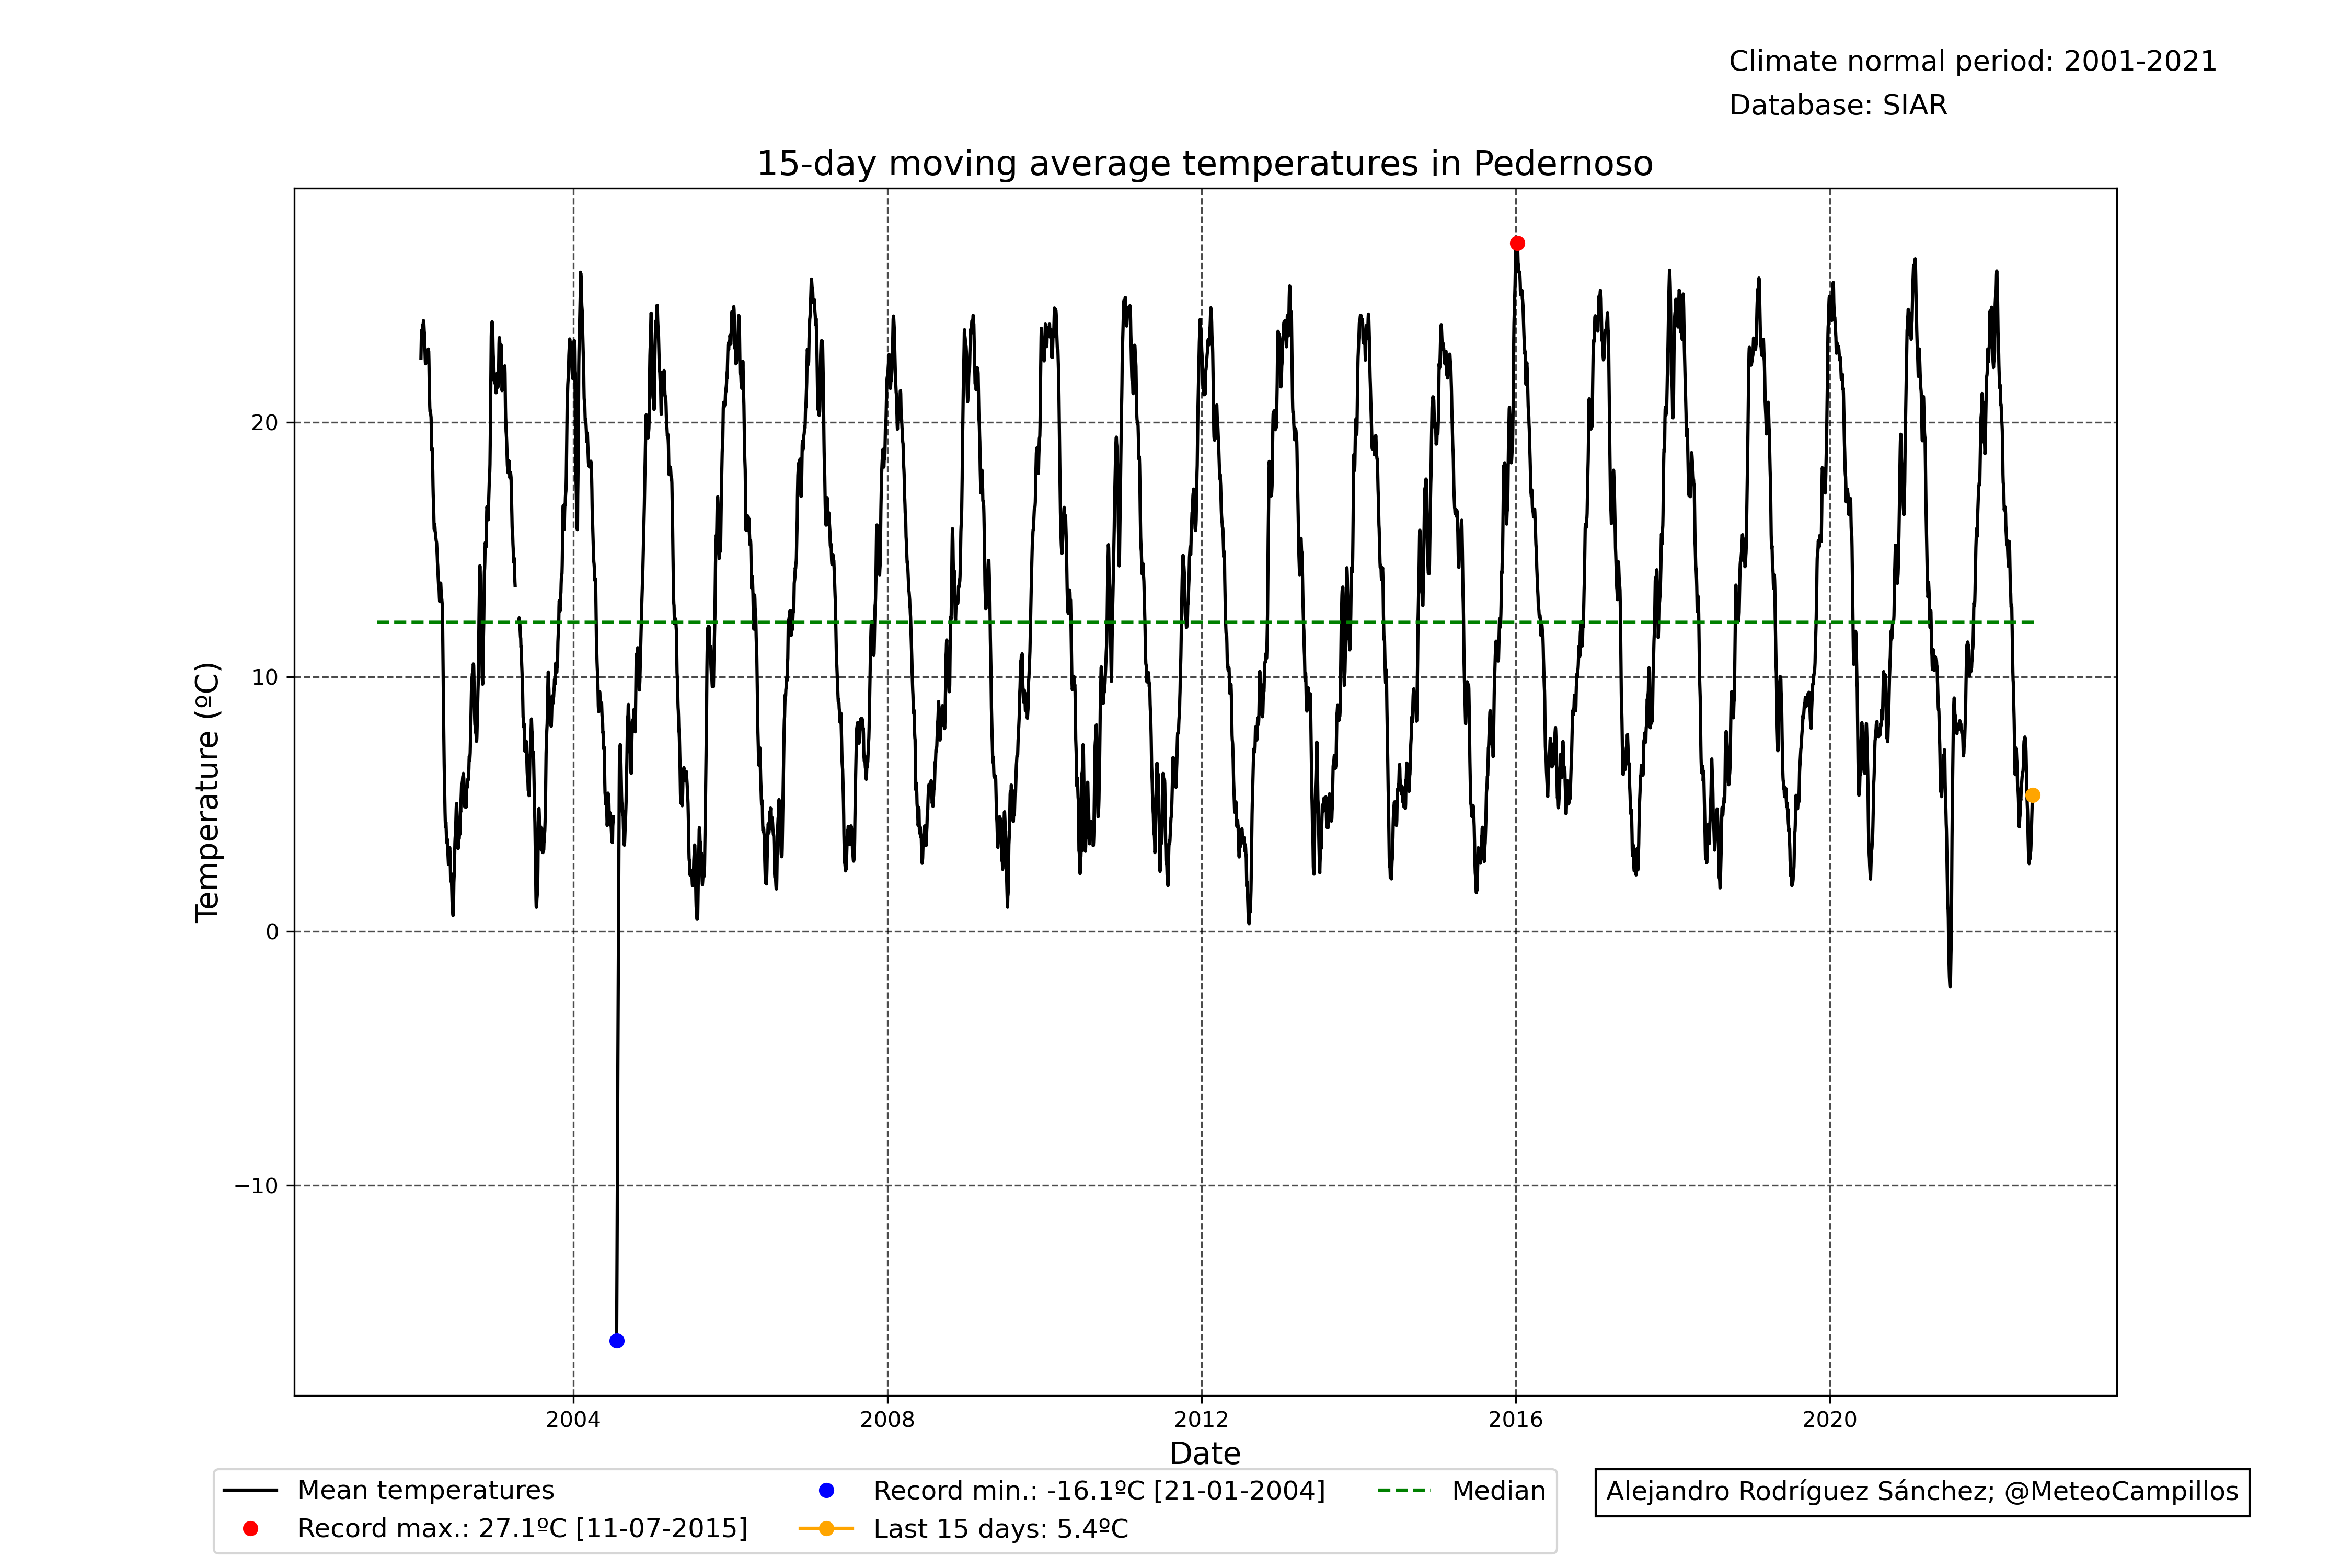 Climate normal period: 2001-2021
Database: SIAR
15-day moving average temperatures in Pedernoso
Temperature (ºC)
20
10
0
−10
2004
2008
2012
2016
2020
Date
Mean temperatures
Record max.: 27.1ºC [11-07-2015]
Record min.: -16.1ºC [21-01-2004]
Last 15 days: 5.4ºC
Median
Alejandro Rodríguez Sánchez; @MeteoCampillos